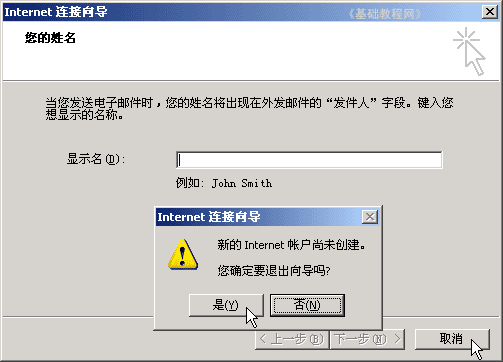 Internet 连接向导
《基础教程网》
您的姓名
当您发送电子邮件时，您的姓名将出现在外发邮件的“发件人”字段。键入您
想显示的名称。
显示名(D):
例如: John Smith
Internet 连接向导
新的 Internet 帐户尚未创建。
您确定要退出向导吗?
是(Y)
否(N)
< 上一步(B)
下一步(N) >
取消